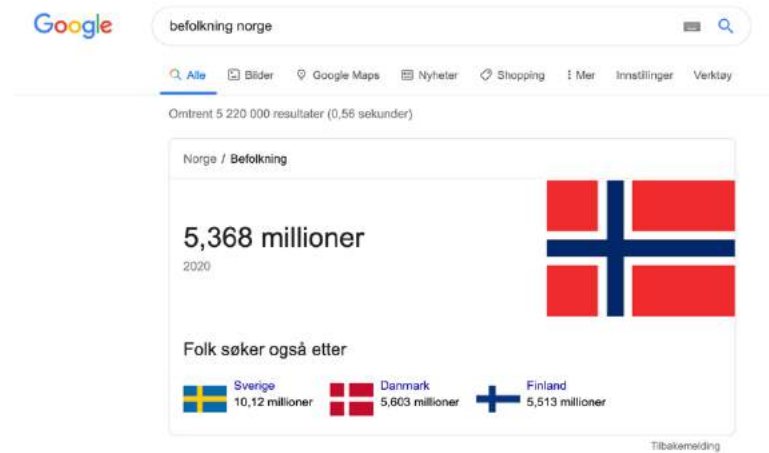 Google
befolkning norge
Alle Bilder Google Maps Nyheter Shopping Mer Innstillinger Verktøy
Omtrent 5 220 000 resultater (0,56 sekunder)
Norge / Befolkning
5,368 millioner
2020
Folk søker også etter
Sverige Danmark Finland
10,12 millioner 5,603 millioner 5,513 millioner
Tilbakemelding